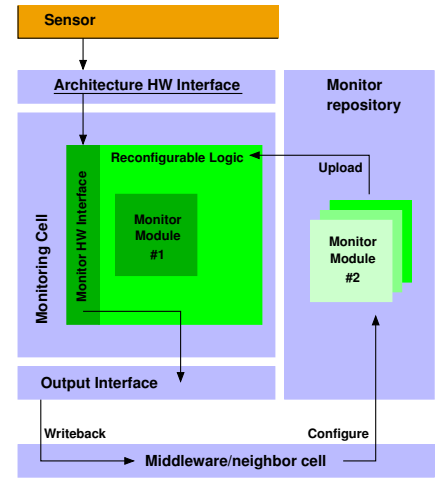 Sensor
Architecture HW Interface
Monitor
repository
Monitoring Cell
Monitor HW Interface
Reconfigurable Logic
Monitor
Module
#1
Upload
Monitor
Module
#2
Output Interface
Writeback
Configure
Middleware/neighbor cell